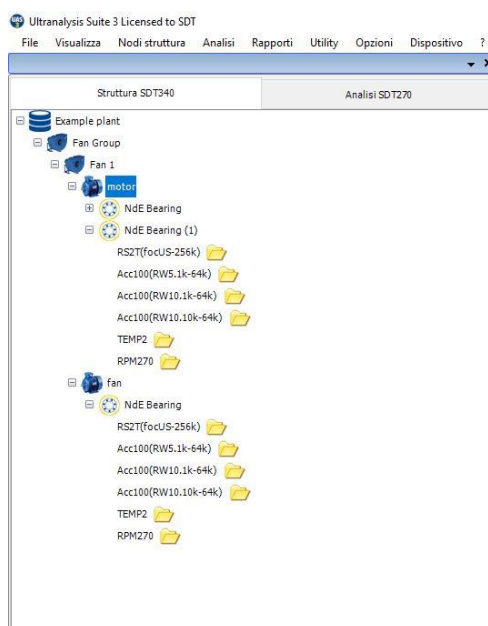 UAS 3 Ultranalysis Suite 3 Licensed to SDT
File Visualizza Nodi struttura Analisi Rapporti Utility Opzioni Dispositivo ?
Struttura SDT340 Analisi SDT270
Example plant
Fan Group
Fan 1
motor
NdE Bearing
NdE Bearing (1)
RS2T(focUS-256k)
Acc100(RW5.1k-64k)
Acc100(RW10.1k-64k)
Acc100(RW10.10k-64k)
TEMP2
RPM270
fan
NdE Bearing
RS2T(focUS-256k)
Acc100(RW5.1k-64k)
Acc100(RW10.1k-64k)
Acc100(RW10.10k-64k)
TEMP2
RPM270